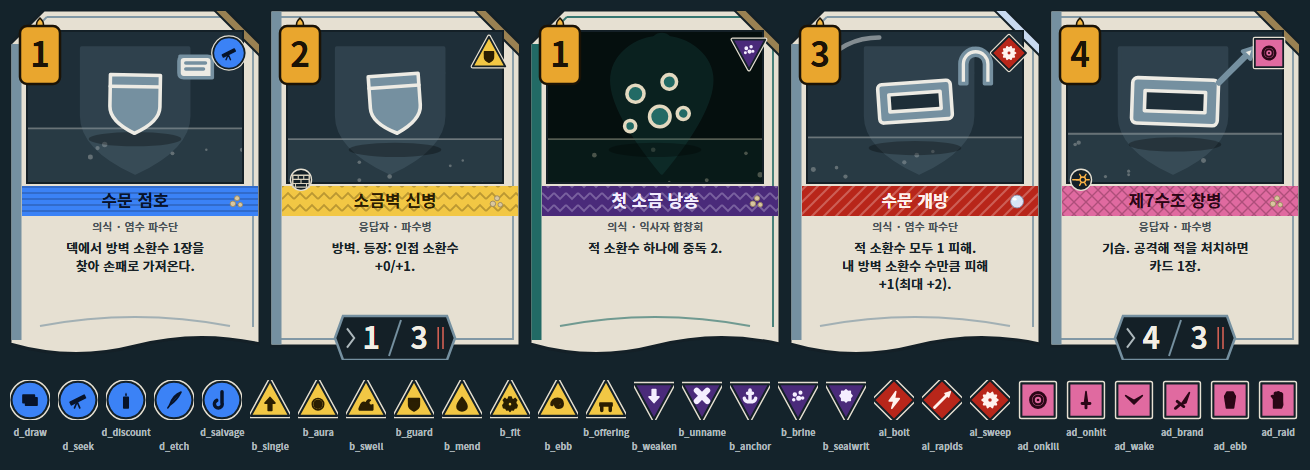 1
수문 점호
의식 · 염수 파수단
덱에서 방벽 소환수 1장을
찾아 손패로 가져온다.
2
소금벽 신병
응답자 · 파수병
방벽. 등장: 인접 소환수
+0/+1.
1 / 3
1
첫 소금 낭송
의식 · 익사자 합창회
적 소환수 하나에 중독 2.
3
수문 개방
의식 · 염수 파수단
적 소환수 모두 1 피해.
내 방벽 소환수 수만큼 피해
+1(최대 +2).
4
제7수조 창병
응답자 · 파수병
기습. 공격해 적을 처치하면
카드 1장.
4 / 3
d_draw
d_seek
d_discount
d_etch
d_salvage
b_single
b_aura
b_swell
b_guard
b_mend
b_flt
b_ebb
b_offering
b_weaken
b_unname
b_anchor
b_brine
b_sealwrit
al_bolt
al_rapids
al_sweep
ad_onkill
ad_onhit
ad_wake
ad_brand
ad_ebb
ad_raid